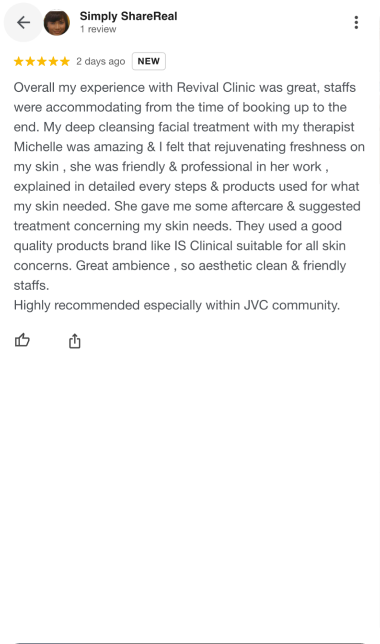 Simply ShareReal
1 review
★★★★★ 2 days ago NEW
Overall my experience with Revival Clinic was great, staffs
were accommodating from the time of booking up to the
end. My deep cleansing facial treatment with my therapist
Michelle was amazing & I felt that rejuvenating freshness on
my skin , she was friendly & professional in her work ,
explained in detailed every steps & products used for what
my skin needed. She gave me some aftercare & suggested
treatment concerning my skin needs. They used a good
quality products brand like IS Clinical suitable for all skin
concerns. Great ambience , so aesthetic clean & friendly
staffs.
Highly recommended especially within JVC community.